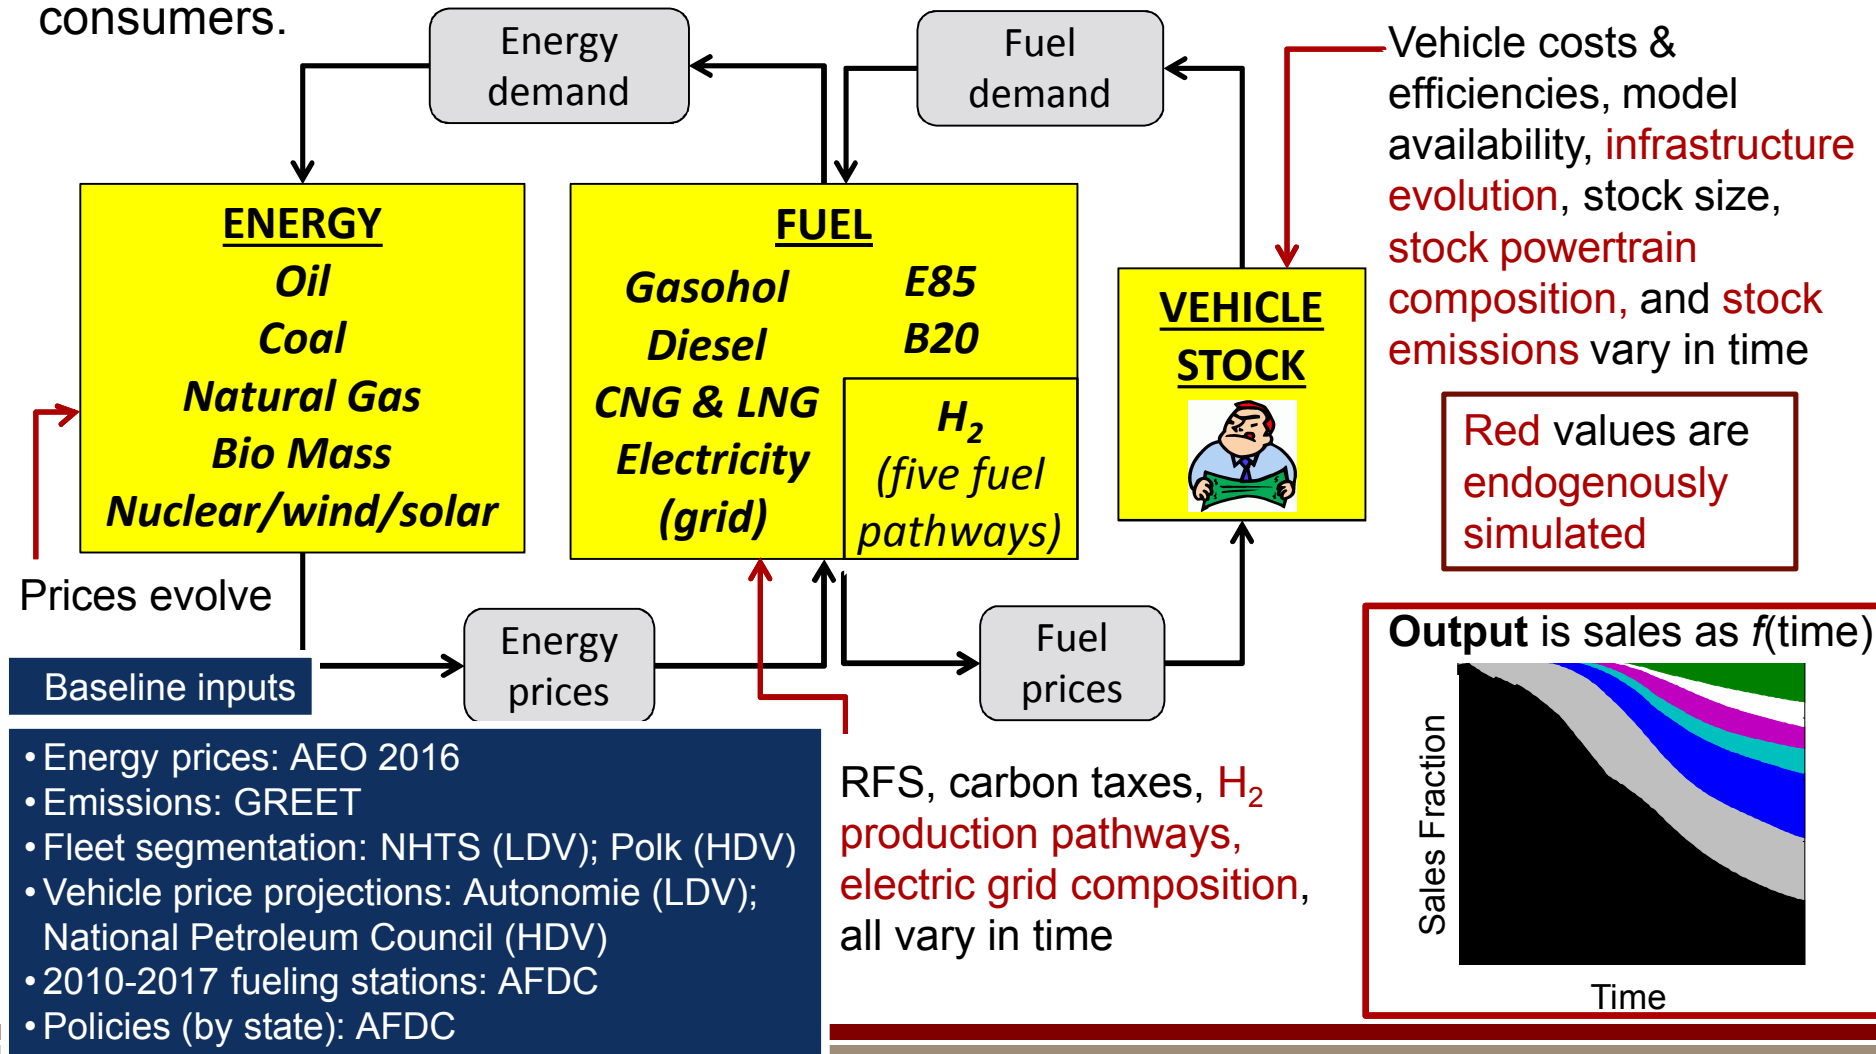 consumers.
Energy
demand
Fuel
demand
Vehicle costs &
efficiencies, model
availability, infrastructure
evolution, stock size,
stock powertrain
composition, and stock
emissions vary in time
ENERGY
Oil
Coal
Natural Gas
Bio Mass
Nuclear/wind/solar
FUEL
Gasohol
Diesel
CNG & LNG
Electricity
(grid)
E85
B20
H2
(five fuel
pathways)
VEHICLE
STOCK
Red values are
endogenously
simulated
Prices evolve
Energy
prices
Fuel
prices
Baseline inputs
• Energy prices: AEO 2016
• Emissions: GREET
• Fleet segmentation: NHTS (LDV); Polk (HDV)
• Vehicle price projections: Autonomie (LDV);
National Petroleum Council (HDV)
• 2010-2017 fueling stations: AFDC
• Policies (by state): AFDC
RFS, carbon taxes, H2
production pathways,
electric grid composition,
all vary in time
Output is sales as f(time)
Sales Fraction
Time